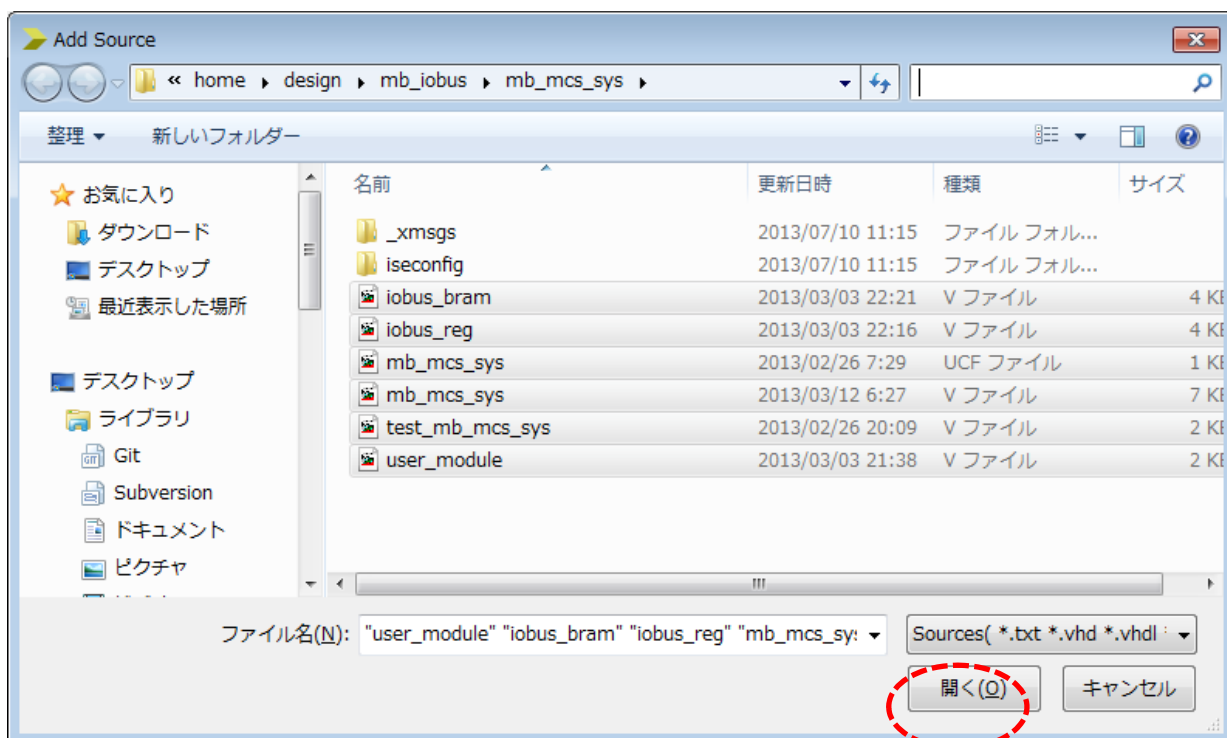 Add Source
« home ▸ design ▸ mb_iobus ▸ mb_mcs_sys ▸
整理 ▼ 新しいフォルダー
お気に入り
ダウンロード
デスクトップ
最近表示した場所
デスクトップ
ライブラリ
Git
Subversion
ドキュメント
ピクチャ
名前 更新日時 種類 サイズ
_xmsgs 2013/07/10 11:15 ファイル フォル...
iseconfig 2013/07/10 11:15 ファイル フォル...
iobus_bram 2013/03/03 22:21 V ファイル 4 KE
iobus_reg 2013/03/03 22:16 V ファイル 4 KE
mb_mcs_sys 2013/02/26 7:29 UCF ファイル 1 KE
mb_mcs_sys 2013/03/12 6:27 V ファイル 7 KE
test_mb_mcs_sys 2013/02/26 20:09 V ファイル 2 KE
user_module 2013/03/03 21:38 V ファイル 2 KE
ファイル名(N): "user_module" "iobus_bram" "iobus_reg" "mb_mcs_sy Sources( *.txt *.vhd *.vhdl
開く(O) キャンセル